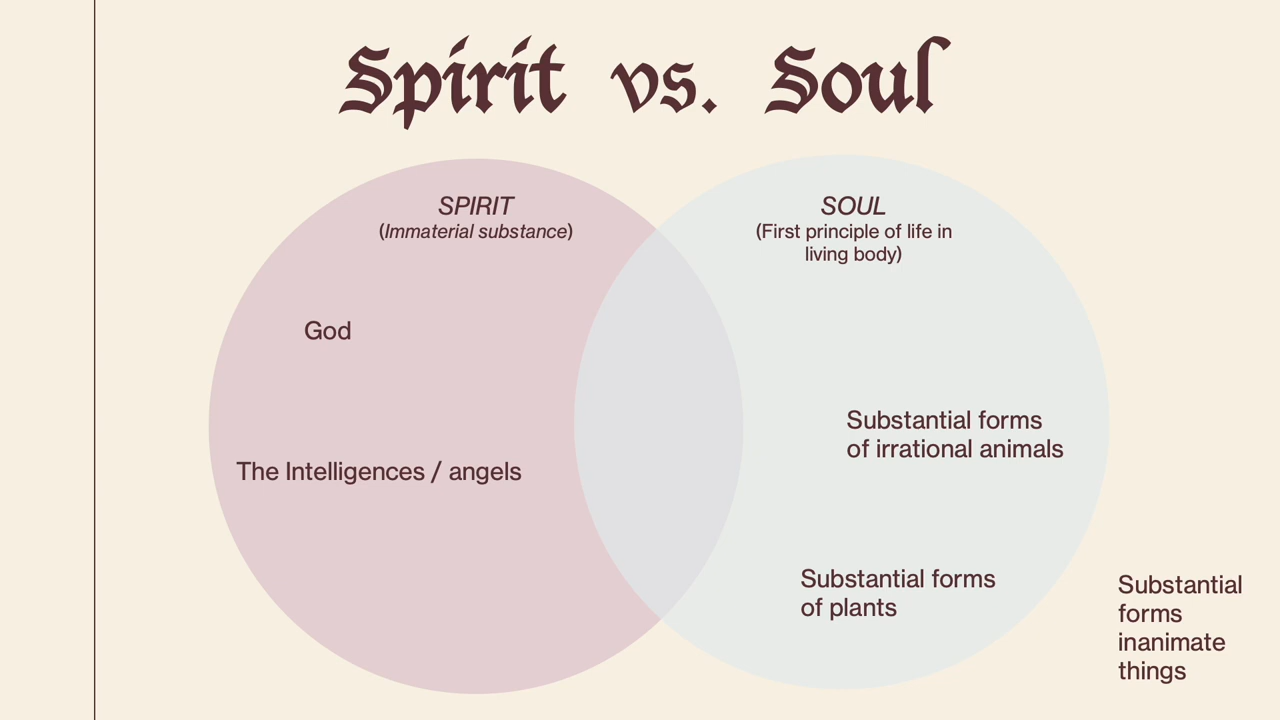 Spirit vs. Soul
SPIRIT
(Immaterial substance)
SOUL
(First principle of life in
living body)
God
The Intelligences / angels
Substantial forms
of irrational animals
Substantial forms
of plants
Substantial
forms
inanimate
things